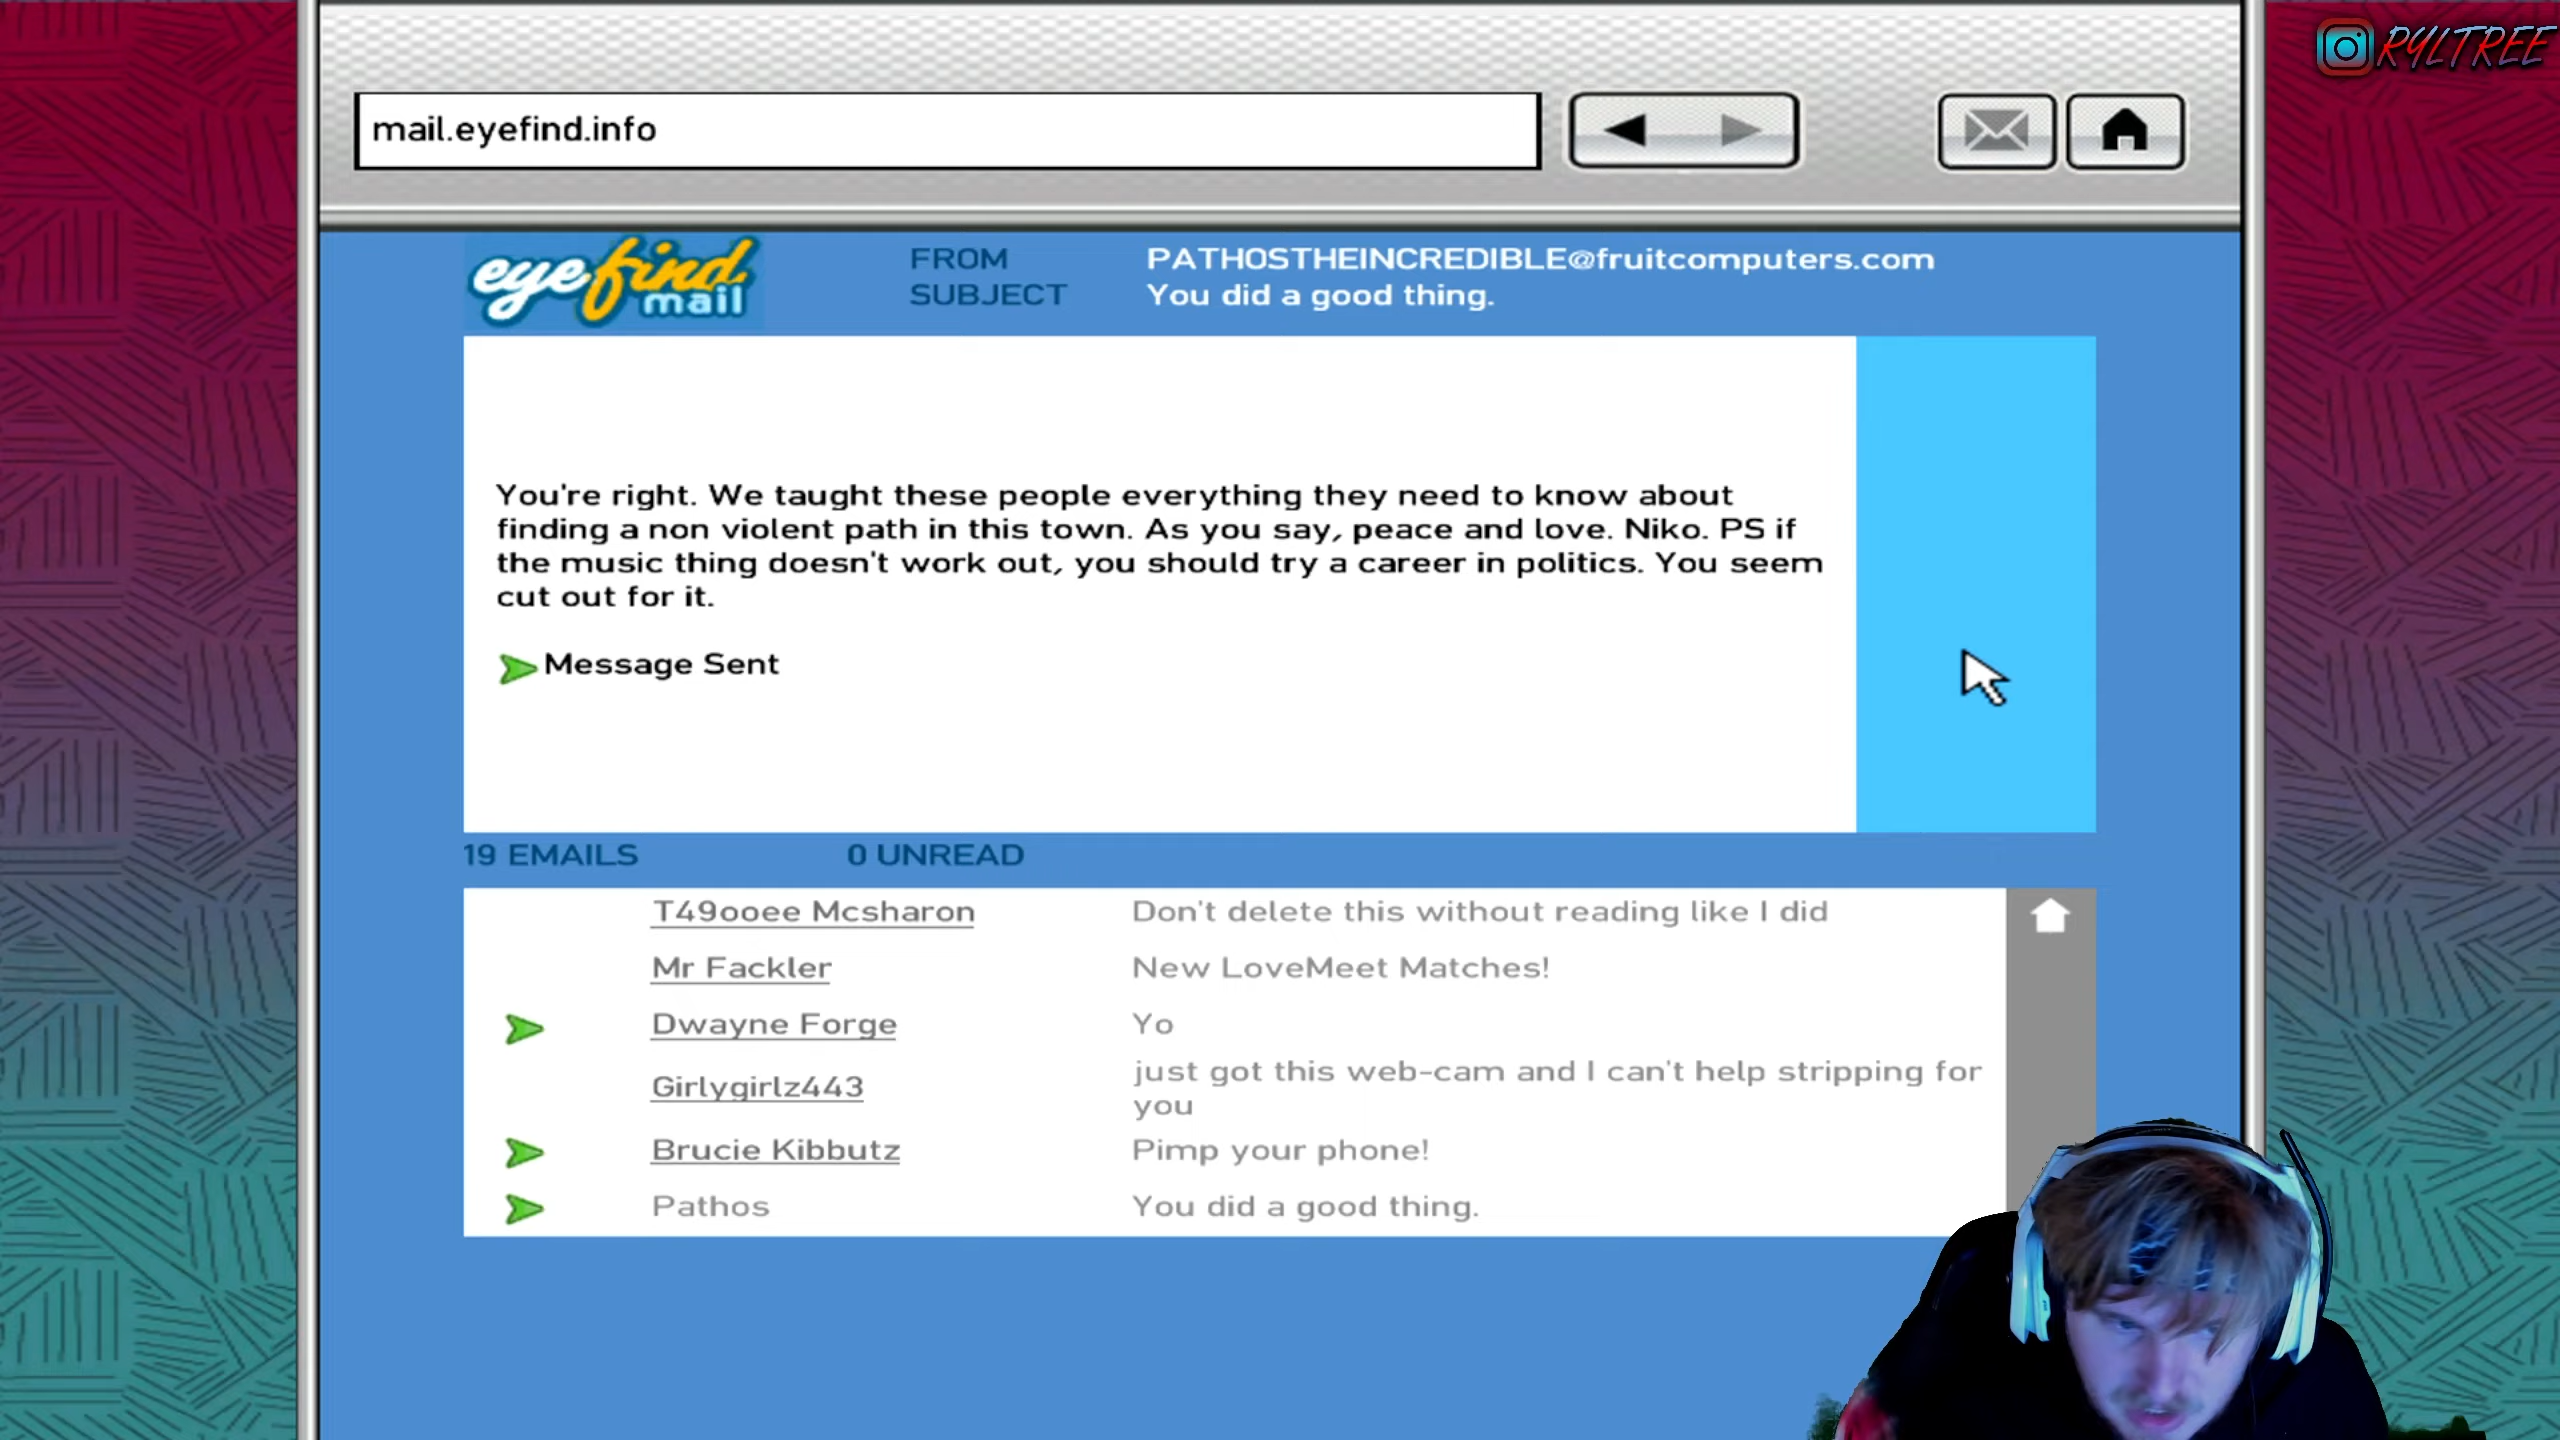 RYLTREE
mail.eyefind.info
eyefind mail
FROM PATHOSTHEINCREDIBLE@fruitcomputers.com
SUBJECT You did a good thing.
You're right. We taught these people everything they need to know about
finding a non violent path in this town. As you say, peace and love. Niko. PS if
the music thing doesn't work out, you should try a career in politics. You seem
cut out for it.
Message Sent
19 EMAILS 0 UNREAD
T49ooee Mcsharon Don't delete this without reading like I did
Mr Fackler New LoveMeet Matches!
Dwayne Forge Yo
Girlygirlz443 just got this web-cam and I can't help stripping for
you
Brucie Kibbutz Pimp your phone!
Pathos You did a good thing.